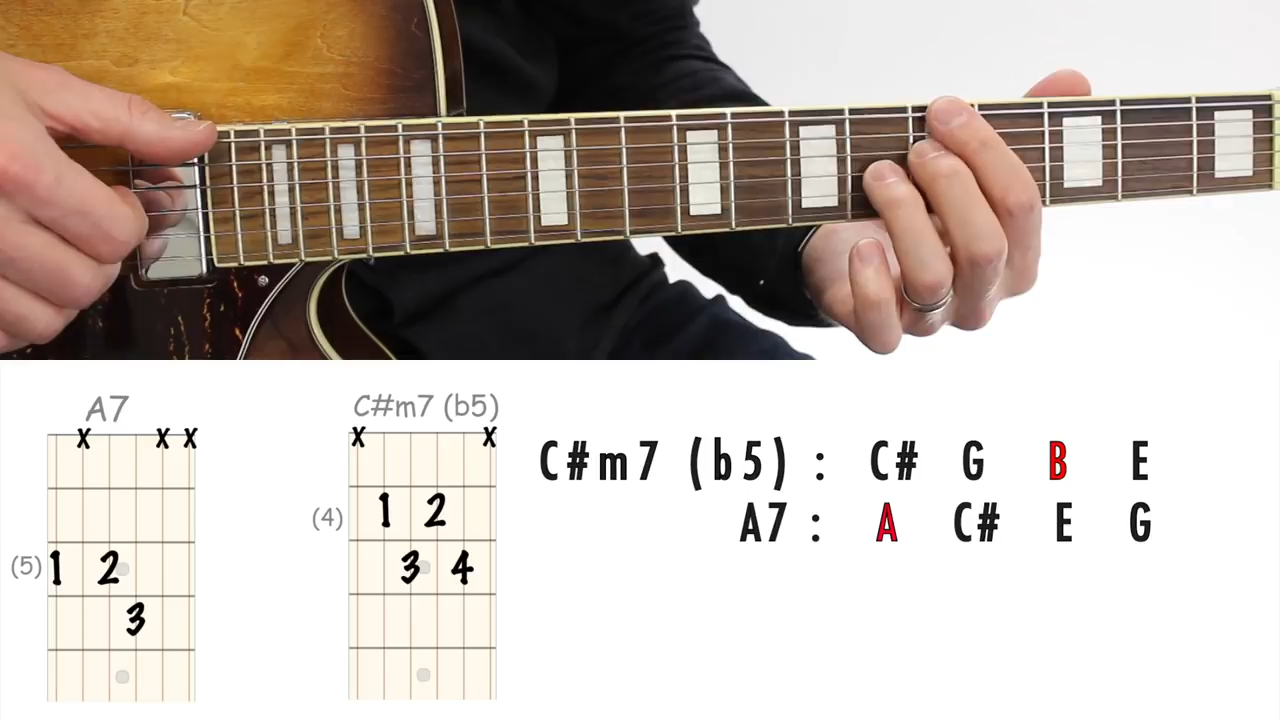 A7
x x x
(5) 1 2
3
C#m7 (b5)
x x
(4) 1 2
3 4
C#m7 (b5) : C# G B E
A7 : A C# E G